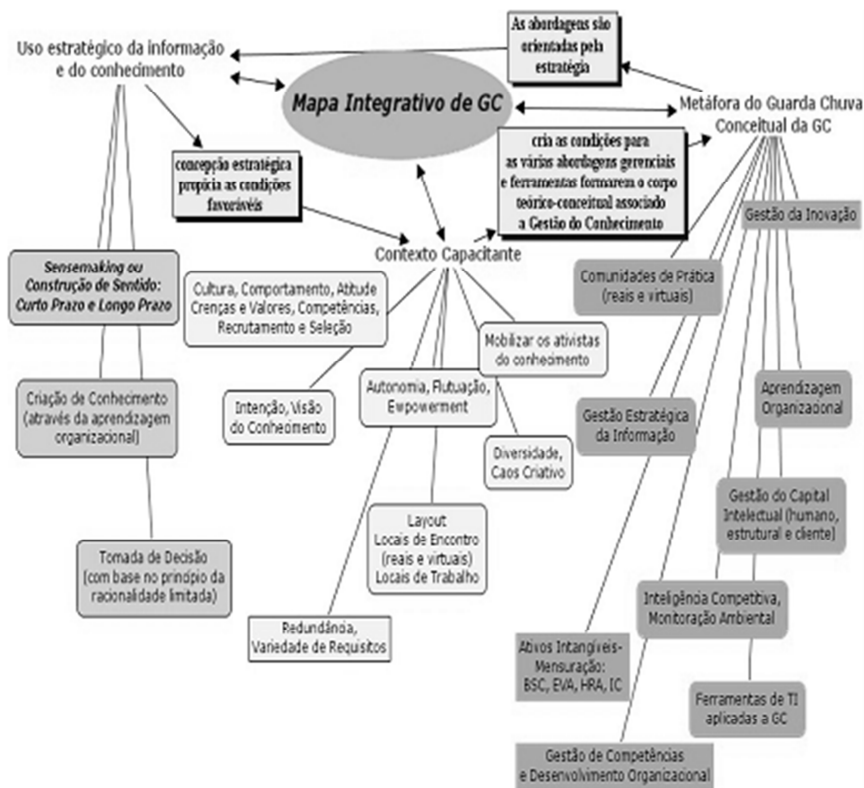 Uso estratégico da informação
e do conhecimento
As abordagens são
orientadas pela
estratégia
Mapa Integrativo de GC
Metáfora do Guarda Chuva
Conceitual da GC
concepção estratégica
propícia as condições
favoráveis
cria as condições para
as várias abordagens gerenciais
e ferramentas formarem o corpo
teórico-conceitual associado
a Gestão do Conhecimento
Contexto Capacitante
Sensemaking ou
Construção de Sentido:
Curto Prazo e Longo Prazo
Criação de Conhecimento
(através da aprendizagem
organizacional)
Tomada de Decisão
(com base no princípio da
racionalidade limitada)
Cultura, Comportamento, Atitude
Crenças e Valores, Competências,
Recrutamento e Seleção
Mobilizar os ativistas
do conhecimento
Autonomia, Flutuação,
Ewpowerment
Intenção, Visão
do Conhecimento
Diversidade,
Caos Criativo
Layout
Locais de Encontro
(reais e virtuais)
Locais de Trabalho
Redundância,
Variedade de Requisitos
Gestão da Inovação
Comunidades de Prática
(reais e virtuais)
Aprendizagem
Organizacional
Gestão Estratégica
da Informação
Gestão do Capital
Intelectual (humano,
estrutural e cliente)
Inteligência Competitiva,
Monitoração Ambiental
Ativos Intangíveis-
Mensuração:
BSC, EVA, HRA, IC
Ferramentas de TI
aplicadas a GC
Gestão de Competências
e Desenvolvimento Organizacional